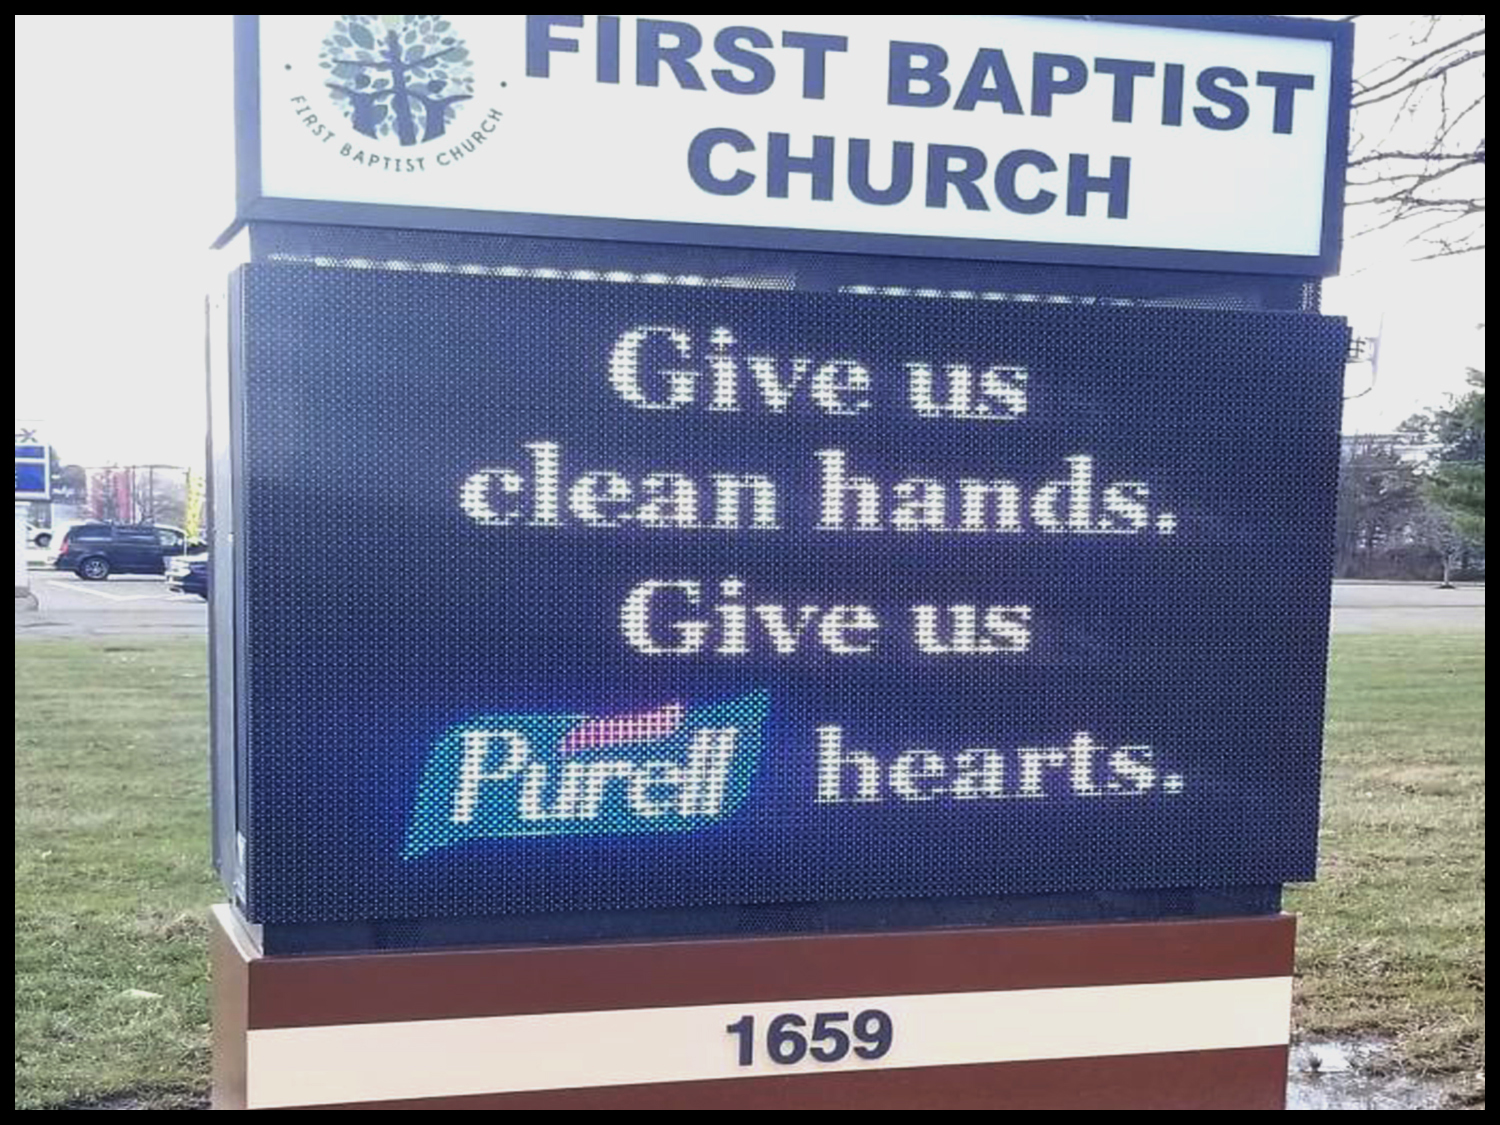 FIRST BAPTIST
CHURCH
FIRST BAPTIST CHURCH
Give us
clean hands.
Give us
Purell hearts.
1659